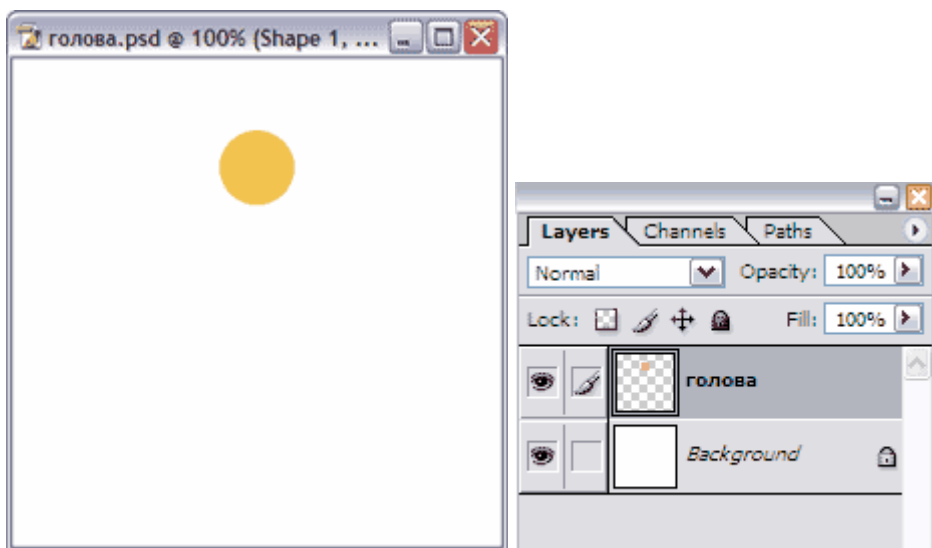 голова.psd @ 100% (Shape 1, ...
Layers Channels Paths
Normal Opacity: 100%
Lock: Fill: 100%
голова
Background